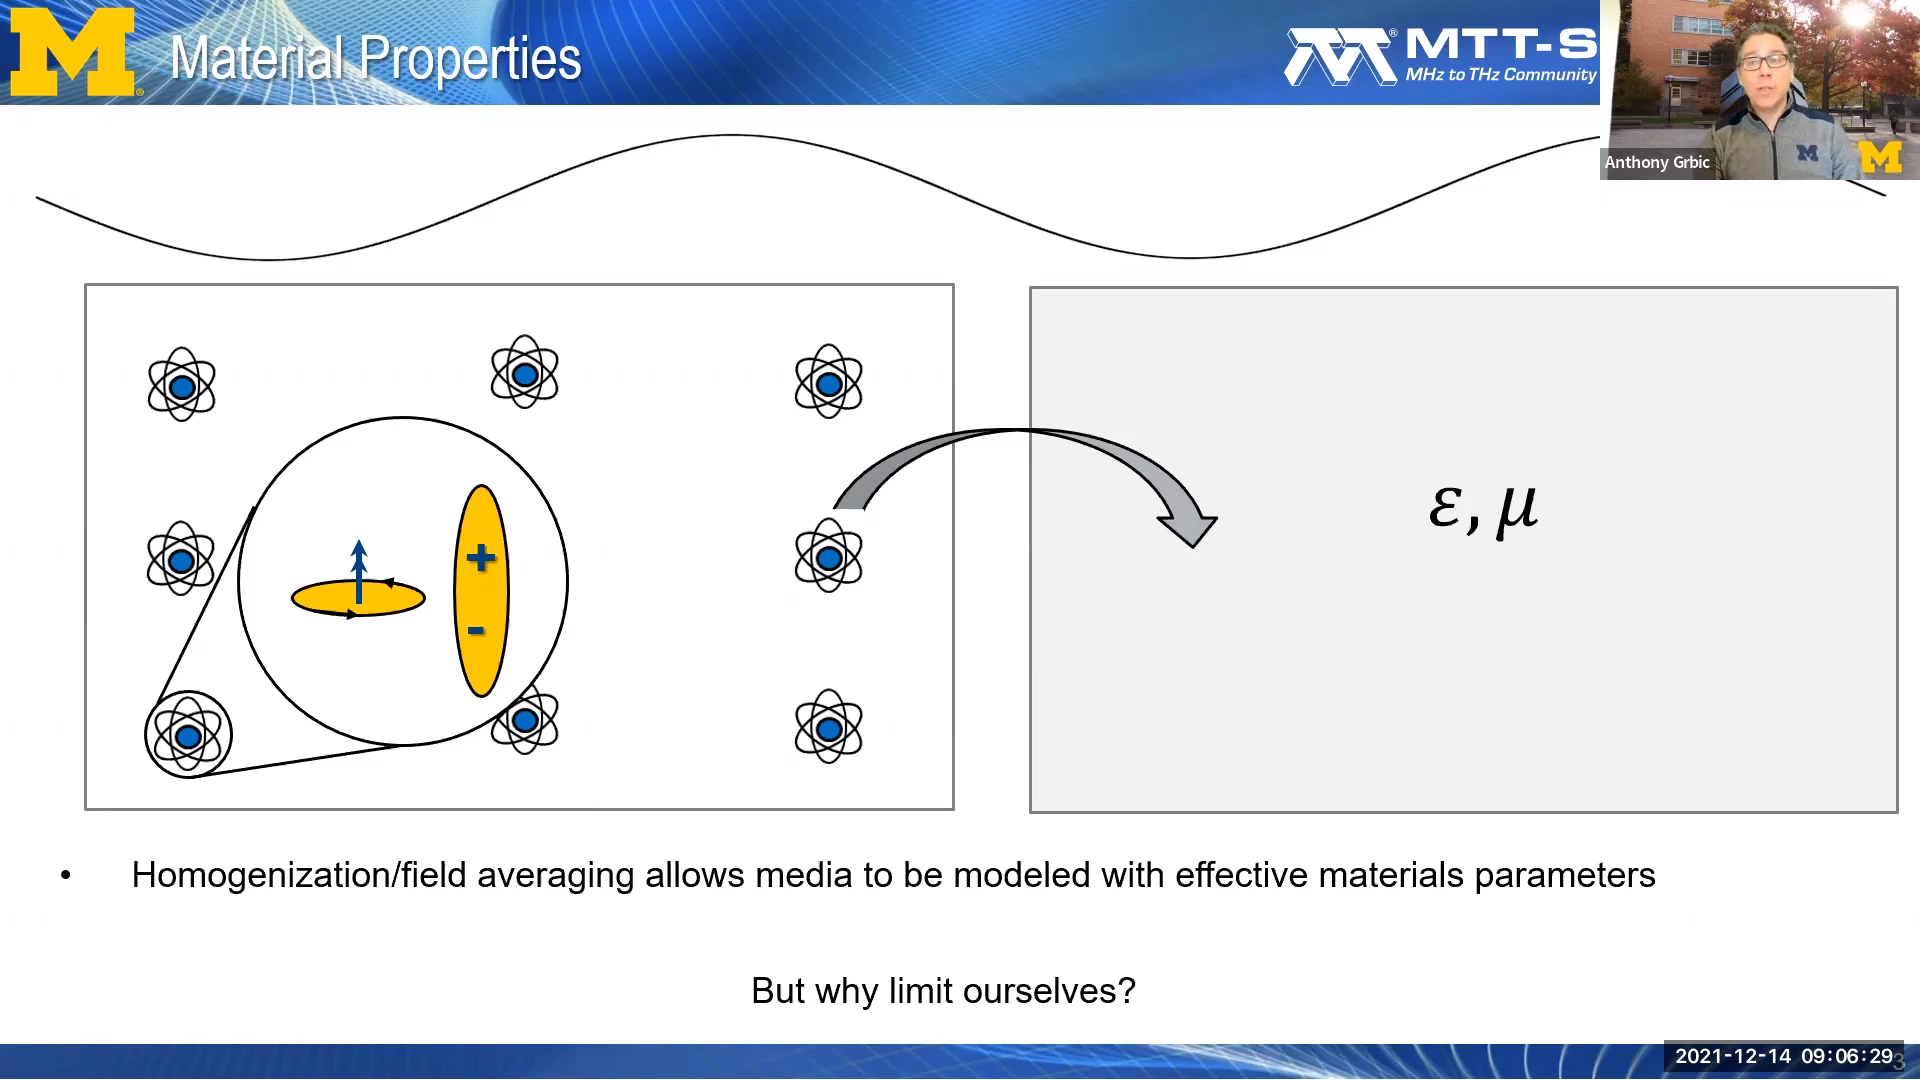 M
Material Properties
MTT-S
®
MHz to THz Community
M
M
Anthony Grbic
+
-
ε, μ
• Homogenization/field averaging allows media to be modeled with effective materials parameters
But why limit ourselves?
2021-12-14 09:06:29
3